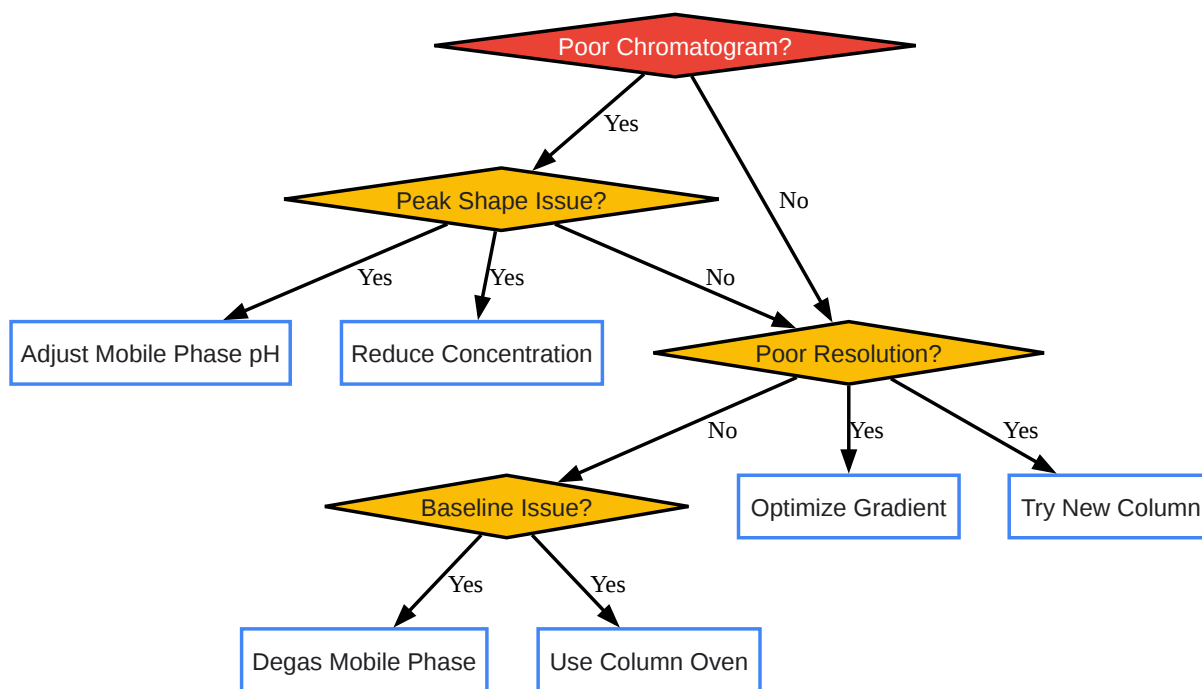 Poor Chromatogram?
Yes
Peak Shape Issue?
No
Yes
Yes
No
Adjust Mobile Phase pH
Reduce Concentration
Poor Resolution?
No
Yes
Yes
Baseline Issue?
Optimize Gradient
Try New Column
Yes
Yes
Degas Mobile Phase
Use Column Oven